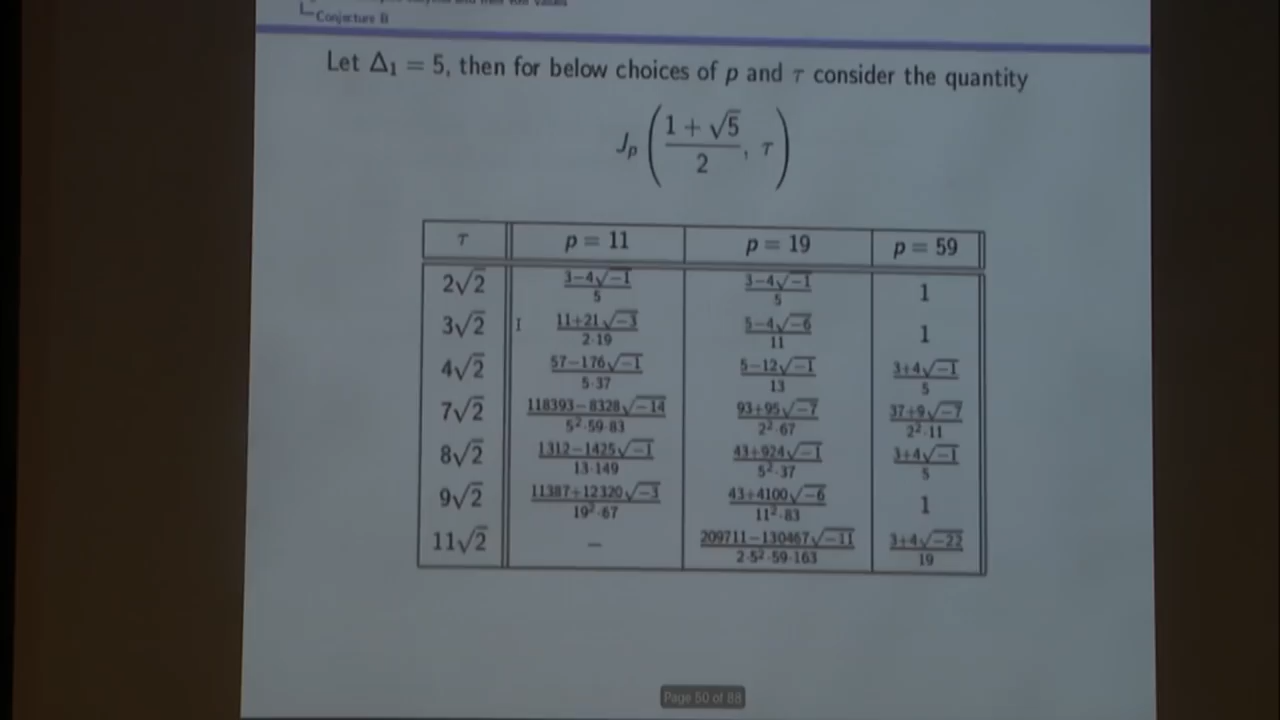 Conjecture B
Let Δ₁ = 5, then for below choices of p and τ consider the quantity
J_p ( (1 + √5)/2, τ )
τ | p = 11 | p = 19 | p = 59
2√2 | (3−4√−1)/5 | (3−4√−1)/5 | 1
3√2 | (11+21√−3)/(2·19) | (5−4√−6)/11 | 1
4√2 | (57−176√−1)/(5·37) | (5−12√−1)/13 | (3+4√−1)/5
7√2 | (118393−8328√−14)/(5²·59·83) | (93+95√−7)/(2²·67) | (37+9√−7)/(2²·11)
8√2 | (1312−1425√−1)/(13·149) | (43+924√−1)/(5²·37) | (3+4√−1)/5
9√2 | (11387+12320√−3)/(19²·67) | (43+4100√−6)/(11²·83) | 1
11√2 | – | (209711−130467√−11)/(2·5²·59·163) | (3+4√−22)/19
Page 50 of 88